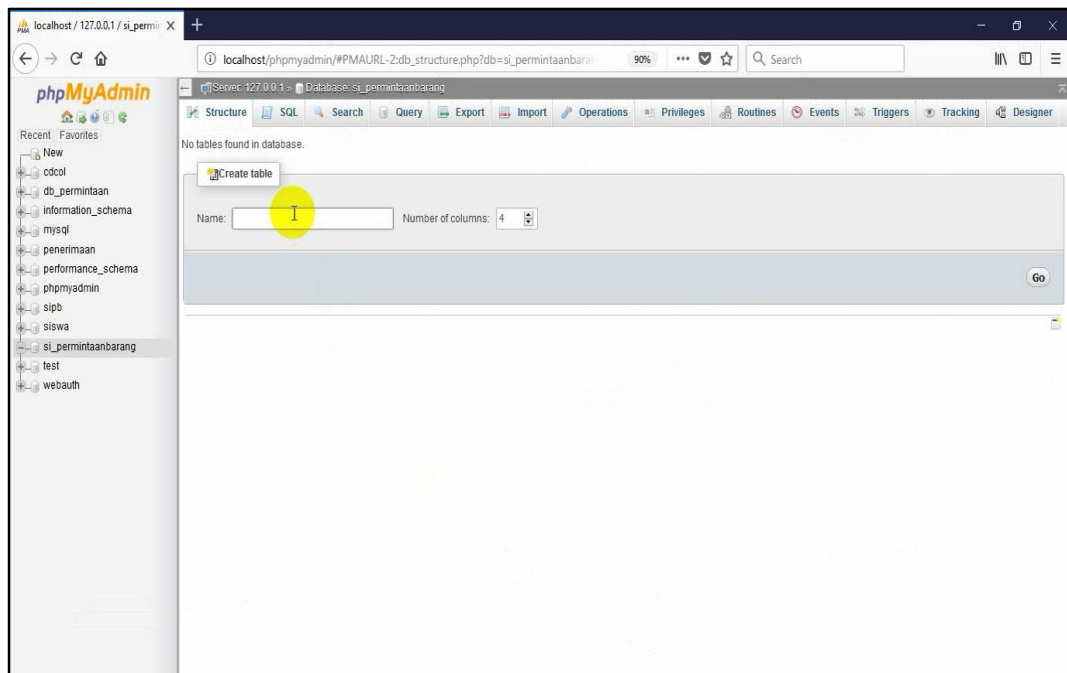 localhost / 127.0.0.1 / si_permin
localhost/phpmyadmin/#PMAURL-2:db_structure.php?db=si_permintaanbaran
90%
Search
phpMyAdmin
Recent Favorites
New
cdcol
db_permintaan
information_schema
mysql
penerimaan
performance_schema
phpmyadmin
sipb
siswa
si_permintaanbarang
test
webauth
Server: 127.0.0.1 » Database: si_permintaanbarang
Structure SQL Search Query Export Import Operations Privileges Routines Events Triggers Tracking Designer
No tables found in database.
Create table
Name: Number of columns: 4
Go